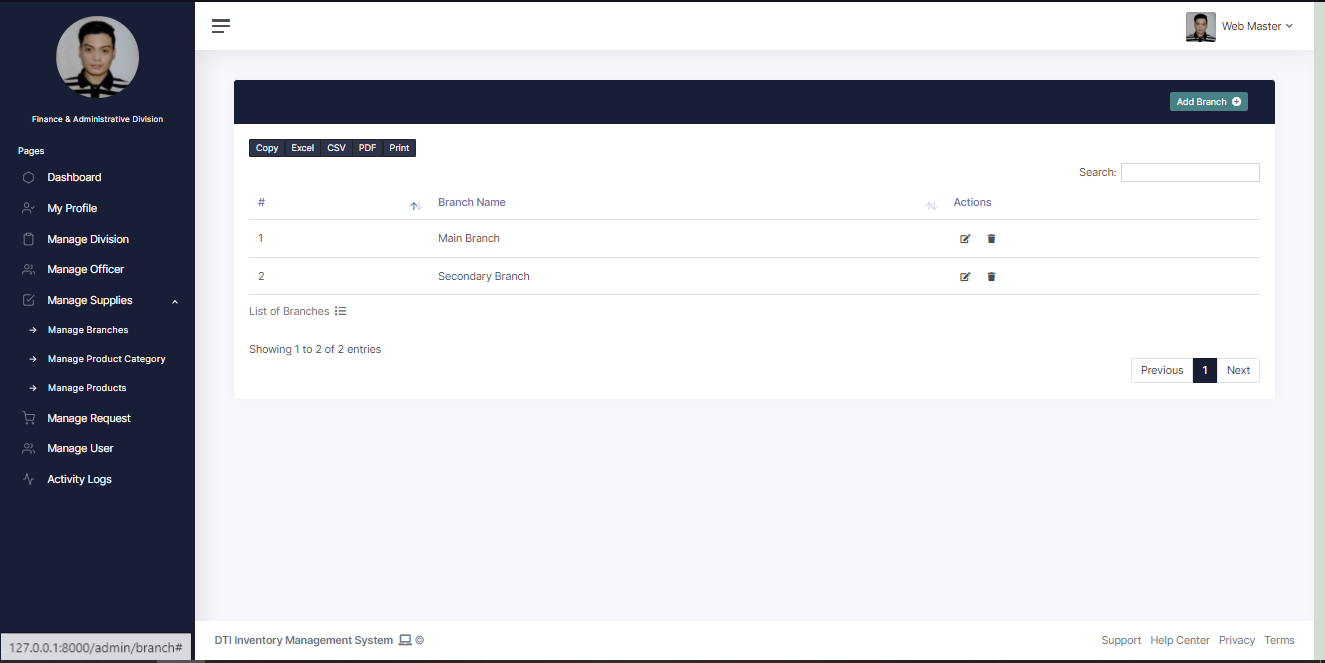 Web Master
Finance & Administrative Division
Pages
Dashboard
My Profile
Manage Division
Manage Officer
Manage Supplies
Manage Branches
Manage Product Category
Manage Products
Manage Request
Manage User
Activity Logs
Add Branch
Copy Excel CSV PDF Print
Search:
# Branch Name Actions
1 Main Branch
2 Secondary Branch
List of Branches
Showing 1 to 2 of 2 entries
Previous 1 Next
DTI Inventory Management System ©
Support Help Center Privacy Terms
127.0.0.1:8000/admin/branch#